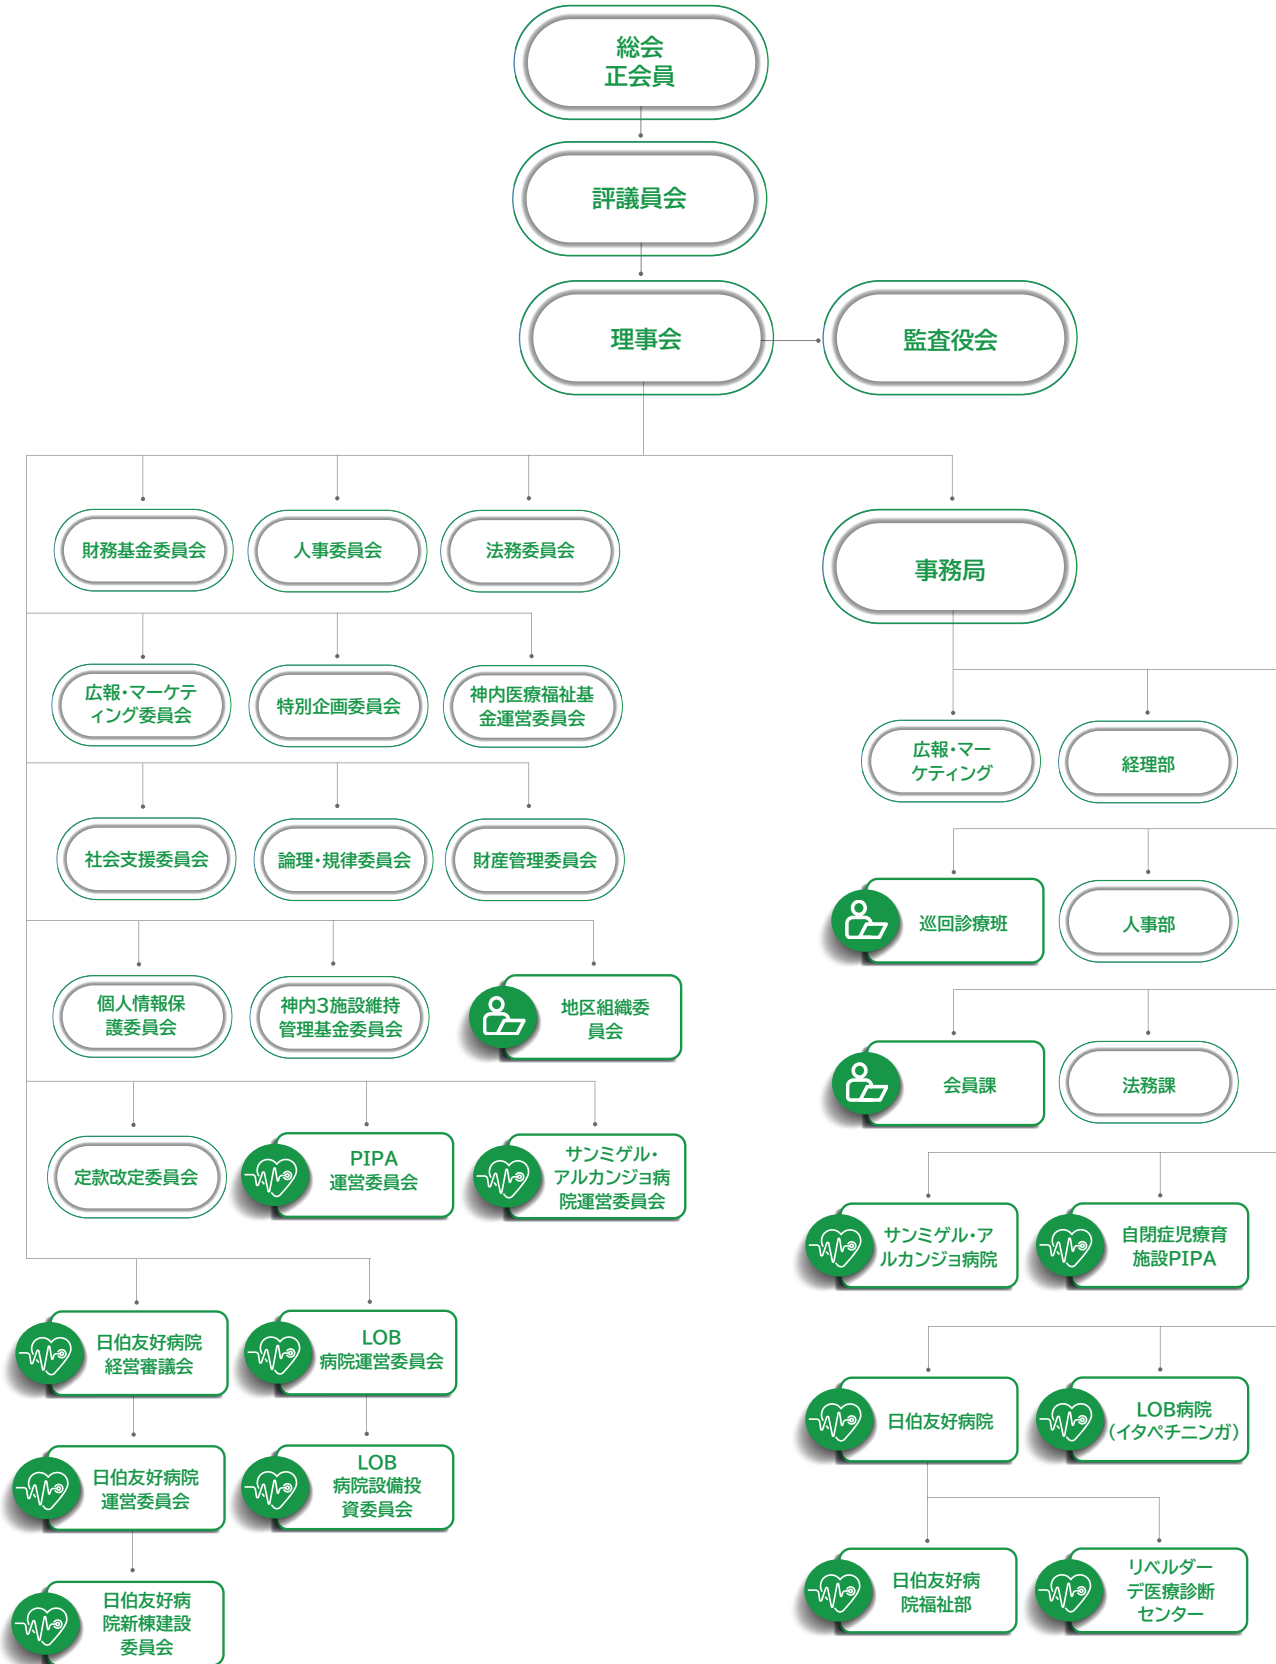 総会
正会員
評議員会
理事会
監査役会
財務基金委員会
人事委員会
法務委員会
事務局
広報・マーケテ
ィング委員会
特別企画委員会
神内医療福祉基
金運営委員会
広報・マー
ケティング
経理部
社会支援委員会
論理・規律委員会
財産管理委員会
巡回診療班
人事部
個人情報保
護委員会
神内3施設維持
管理基金委員会
地区組織委
員会
会員課
法務課
定款改定委員会
PIPA
運営委員会
サンミゲル・
アルカンジョ病
院運営委員会
サンミゲル・ア
ルカンジョ病院
自閉症児療育
施設PIPA
日伯友好病院
経営審議会
LOB
病院運営委員会
日伯友好病院
LOB病院
(イタペチニンガ)
日伯友好病院
運営委員会
LOB
病院設備投
資委員会
日伯友好病
院福祉部
リベルダー
デ医療診断
センター
日伯友好病
院新棟建設
委員会